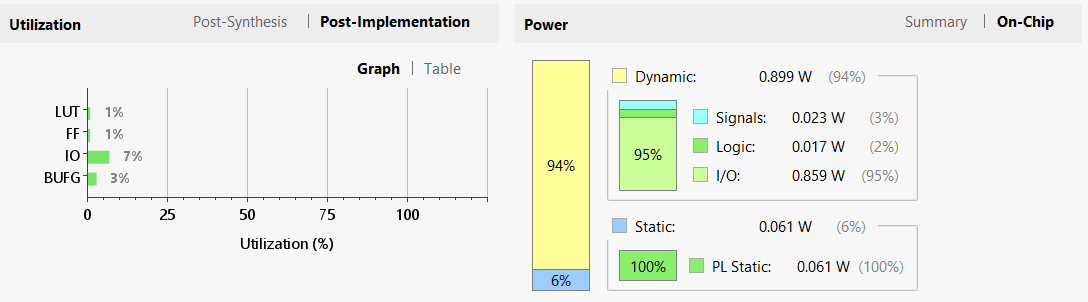 Utilization
Post-Synthesis | Post-Implementation
Graph | Table
LUT 1%
FF 1%
IO 7%
BUFG 3%
0 25 50 75 100
Utilization (%)
Power
Summary | On-Chip
94%
6%
Dynamic: 0.899 W (94%)
95%
Signals: 0.023 W (3%)
Logic: 0.017 W (2%)
I/O: 0.859 W (95%)
Static: 0.061 W (6%)
100%
PL Static: 0.061 W (100%)